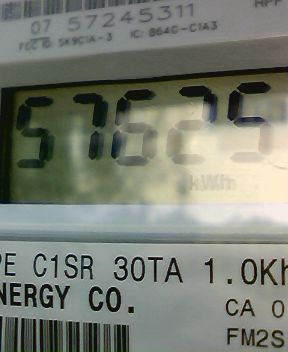 HFF
07 57245311
FCC ID: SK9C1A-3 IC: 864G-C1A3
57625
kWh
PE C1SR 30TA 1.0Kh
NERGY CO.
CA 0
FM2S